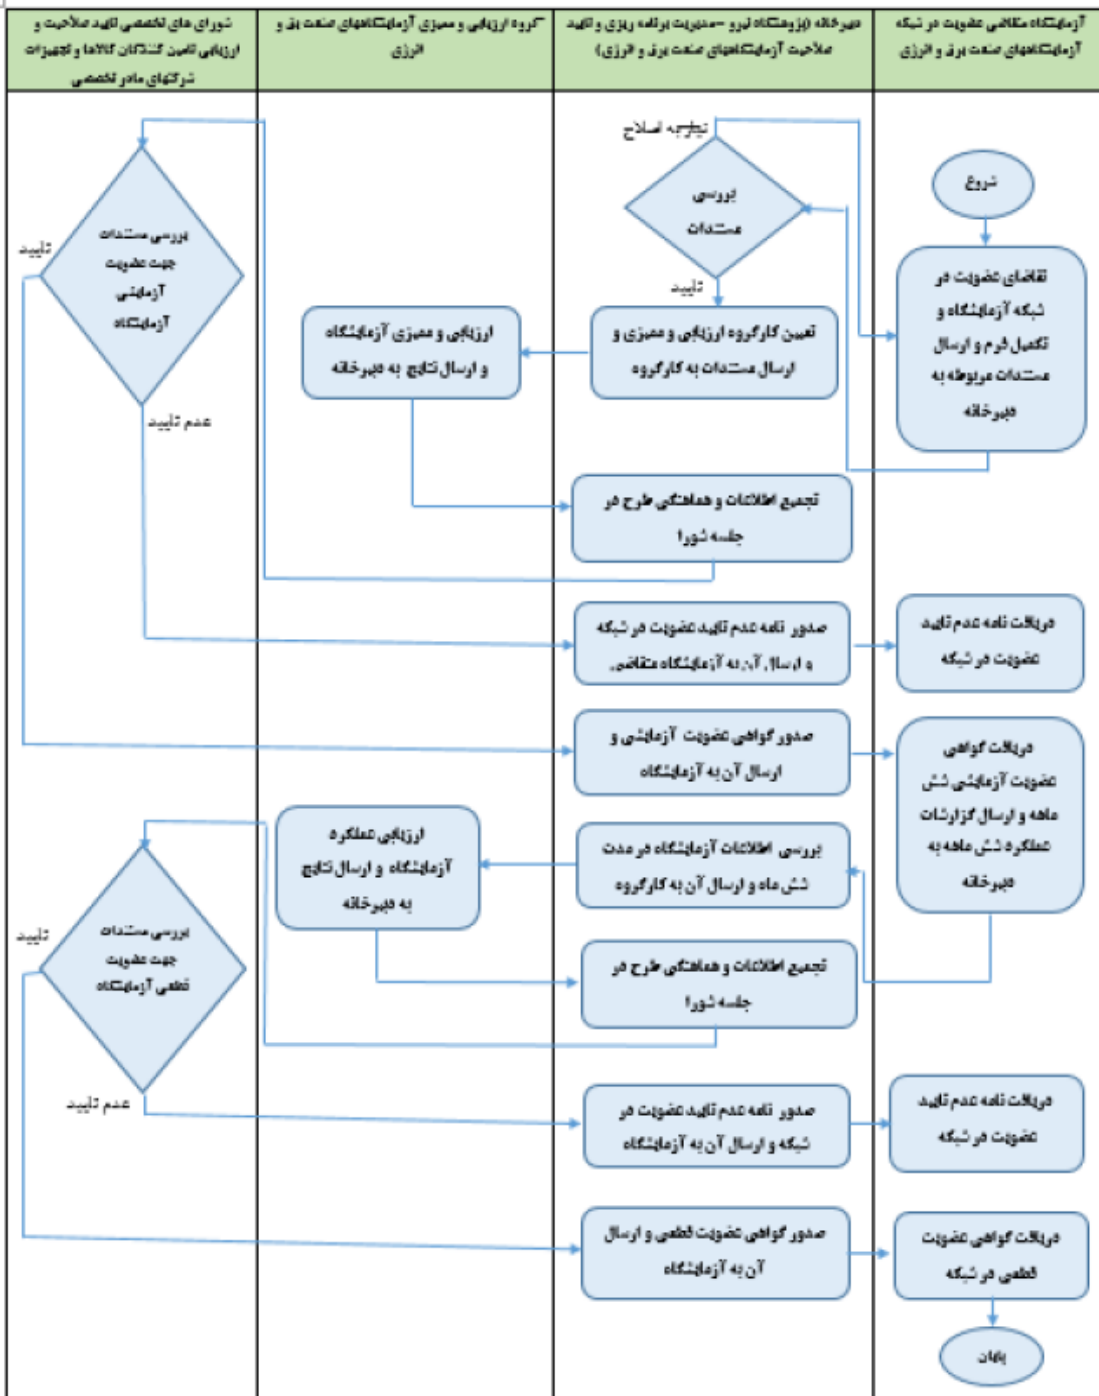 آزمایشگاه متقاضی عضویت در شبکه
آزمایشگاههای صنعت برق و انرژی
دبیرخانه (پژوهشگاه نیرو –مدیریت برنامه ریزی و تایید
صلاحیت آزمایشگاههای صنعت برق و انرژی)
گروه ارزیابی و ممیزی آزمایشگاههای صنعت برق و
انرژی
شورای های تخصصی تایید صلاحیت و
ارزیابی تامین کنندگان کالاها و تجهیزات
شرکتهای مادر تخصصی
شروع
تقاضای عضویت در
شبکه آزمایشگاه و
تکمیل فرم و ارسال
مستندات مربوطه به
دبیرخانه
نیاز به اصلاح
بررسی
مستندات
تایید
تعیین کارگروه ارزیابی و ممیزی و
ارسال مستندات به کارگروه
ارزیابی و ممیزی آزمایشگاه
و ارسال نتایج به دبیرخانه
تجمیع اطلاعات و هماهنگی طرح در
جلسه شورا
بررسی مستندات
جهت عضویت
آزمایشی
آزمایشگاه
تایید
عدم تایید
صدور نامه عدم تایید عضویت در شبکه
و ارسال آن به آزمایشگاه متقاضی
دریافت نامه عدم تایید
عضویت در شبکه
صدور گواهی عضویت آزمایشی و
ارسال آن به آزمایشگاه
دریافت گواهی
عضویت آزمایشی شش
ماهه و ارسال گزارشات
عملکرد شش ماهه به
دبیرخانه
بررسی اطلاعات آزمایشگاه در مدت
شش ماه و ارسال آن به کارگروه
ارزیابی عملکرد
آزمایشگاه و ارسال نتایج
به دبیرخانه
تجمیع اطلاعات و هماهنگی طرح در
جلسه شورا
بررسی مستندات
جهت عضویت
قطعی آزمایشگاه
تایید
عدم تایید
صدور نامه عدم تایید عضویت در
شبکه و ارسال آن به آزمایشگاه
دریافت نامه عدم تایید
عضویت در شبکه
صدور گواهی عضویت قطعی و ارسال
آن به آزمایشگاه
دریافت گواهی عضویت
قطعی در شبکه
پایان